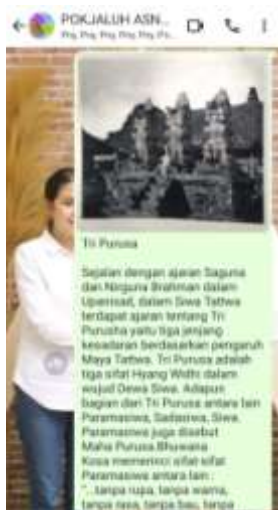 POKJALUH ASN...
Tri Purusa
Sejalan dengan ajaran Saguna
dan Nirguna Brahman dalam
Upanisad, dalam Siwa Tattwa
terdapat ajaran tentang Tri
Purusha yaitu tiga jenjang
kesadaran berdasarkan pengaruh
Maya Tattwa. Tri Purusa adalah
tiga sifat Hyang Widhi dalam
wujud Dewa Siwa. Adapun
bagian dari Tri Purusa antara lain
Paramasiwa, Sadasiwa, Siwa.
Paramasiwa juga disebut
Maha Purusa.Bhuwana
Kosa memerinci sifat-sifat
Paramasiwa antara lain :
"...tanpa rupa, tanpa warna,
tanpa rasa, tanpa bau, tanpa